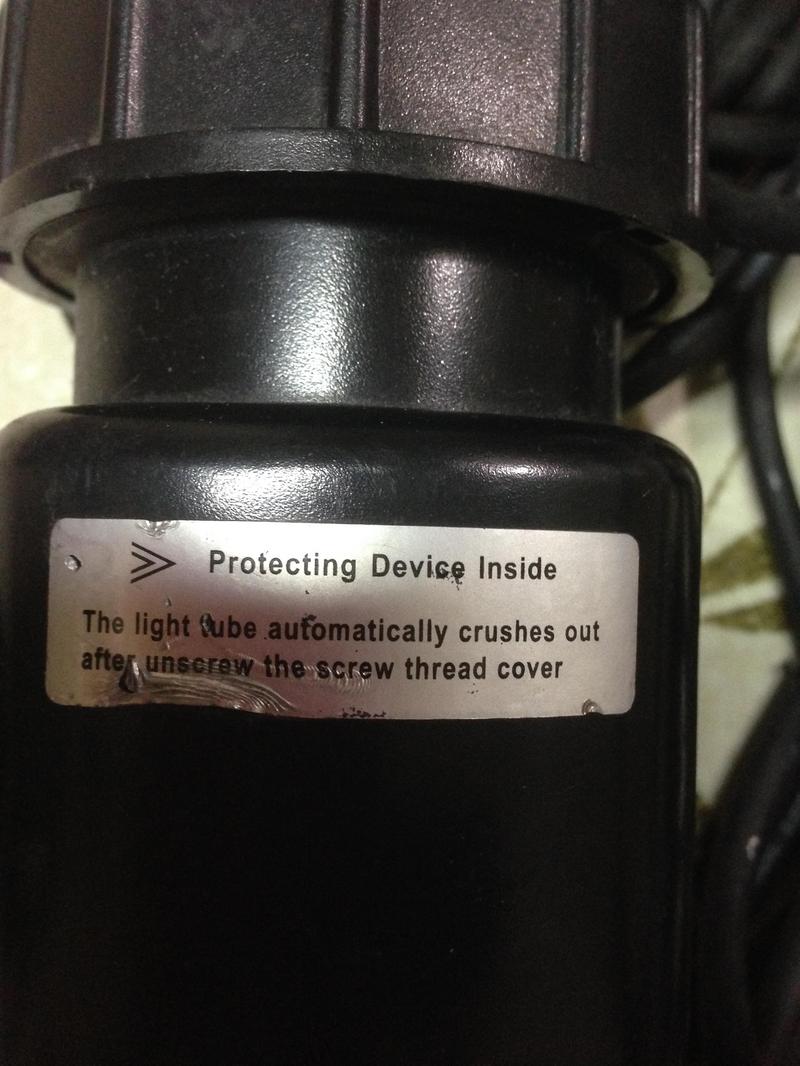 Protecting Device Inside
The light tube automatically crushes out
after unscrew the screw thread cover